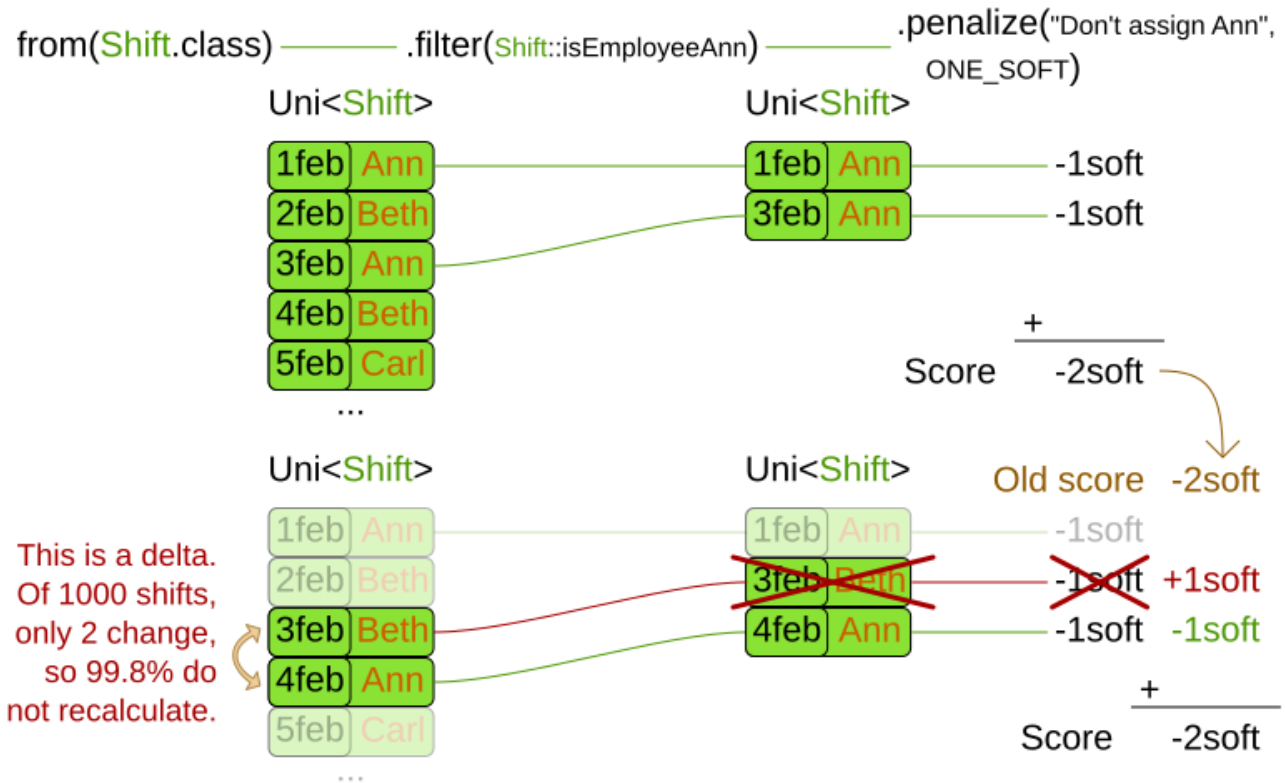 from(Shift.class) .filter(Shift::isEmployeeAnn) .penalize("Don't assign Ann",
ONE_SOFT)
Uni<Shift> Uni<Shift>
1feb Ann 1feb Ann -1soft
2feb Beth 3feb Ann -1soft
3feb Ann
4feb Beth
+
5feb Carl Score -2soft
...
Uni<Shift> Uni<Shift> Old score -2soft
1feb Ann 1feb Ann -1soft
This is a delta.
2feb Beth 3feb Beth -1soft +1soft
Of 1000 shifts,
only 2 change,
3feb Beth 4feb Ann -1soft -1soft
so 99.8% do
4feb Ann
+
not recalculate.
5feb Carl Score -2soft
...